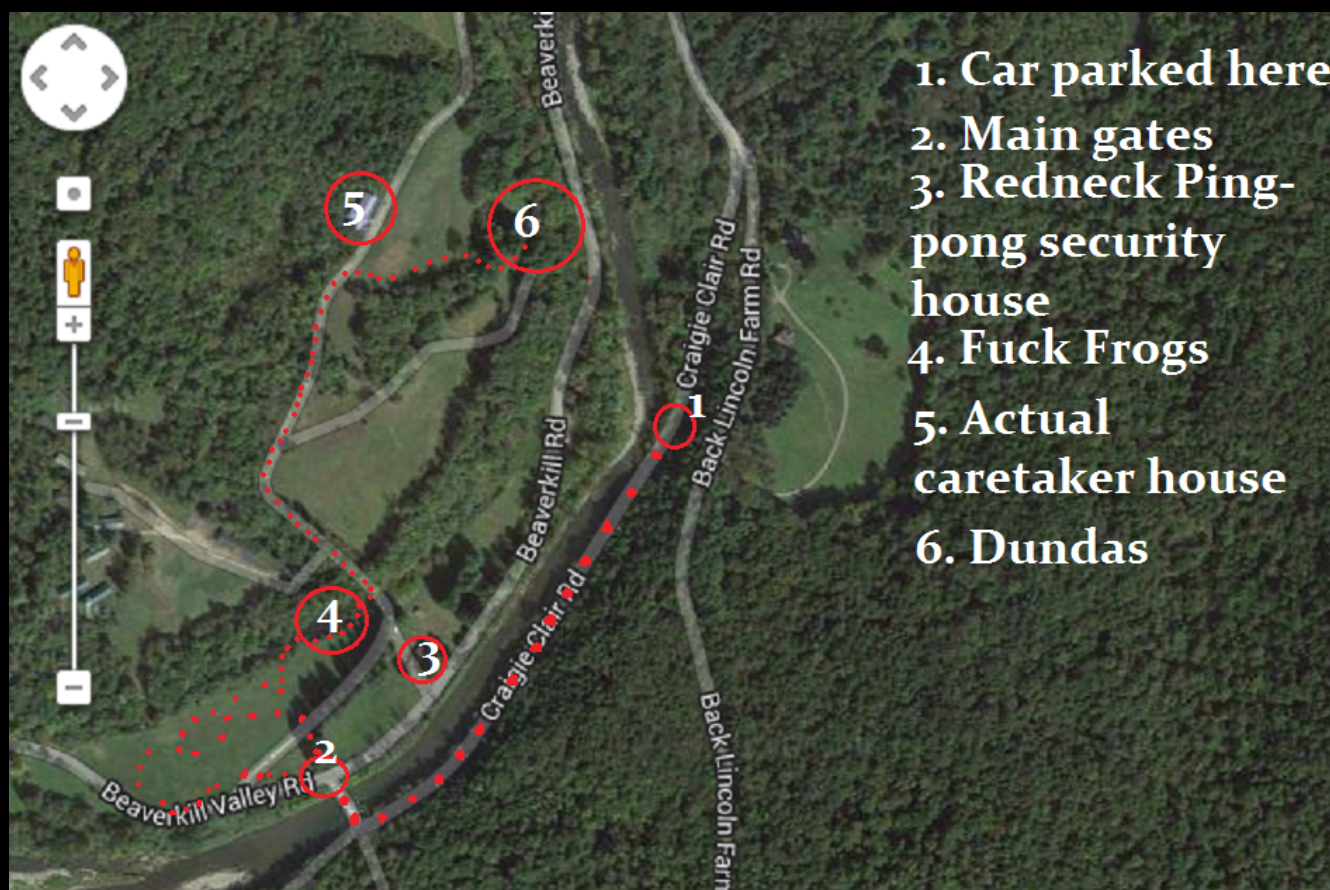 Beaverki
1. Car parked here
2. Main gates
3. Redneck Ping-
pong security
house
4. Fuck Frogs
5. Actual
caretaker house
6. Dundas
5
6
Craigie Clair Rd
Back Lincoln Farm Rd
1
Beaverkill Rd
4
3
Craigie Clair Rd
2
Beaverkill Valley Rd
Back Lincoln Farm